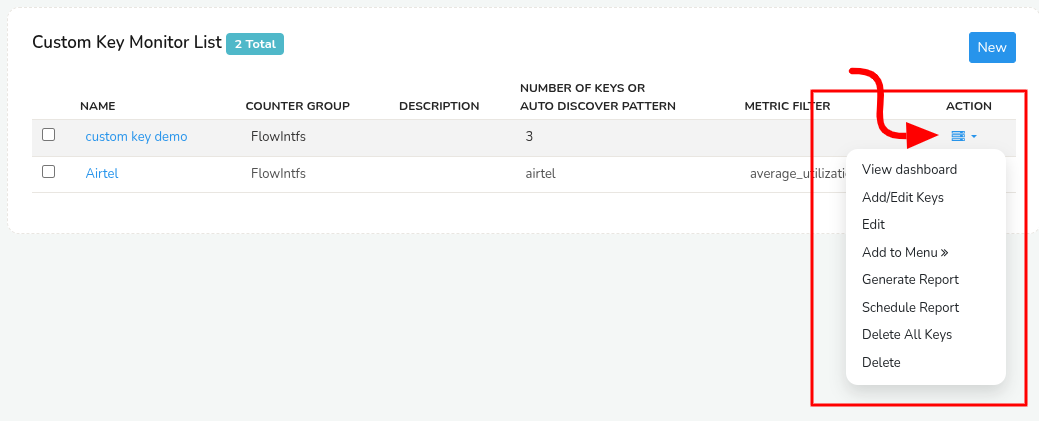 Custom Key Monitor List 2 Total
New
NAME COUNTER GROUP DESCRIPTION NUMBER OF KEYS OR AUTO DISCOVER PATTERN METRIC FILTER ACTION
custom key demo FlowIntfs 3
Airtel FlowIntfs airtel average_utilizati
View dashboard
Add/Edit Keys
Edit
Add to Menu »
Generate Report
Schedule Report
Delete All Keys
Delete